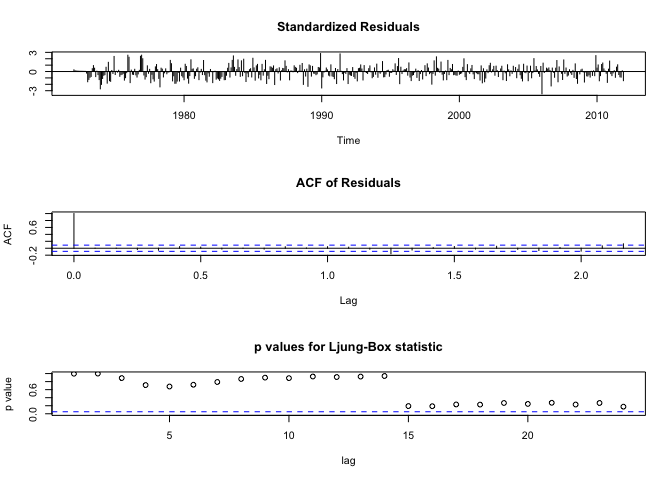 Standardized Residuals
3
0
-3
1980 1990 2000 2010
Time
ACF of Residuals
ACF
0.6
-0.2
0.0 0.5 1.0 1.5 2.0
Lag
p values for Ljung-Box statistic
p value
0.6
0.0
5 10 15 20
lag